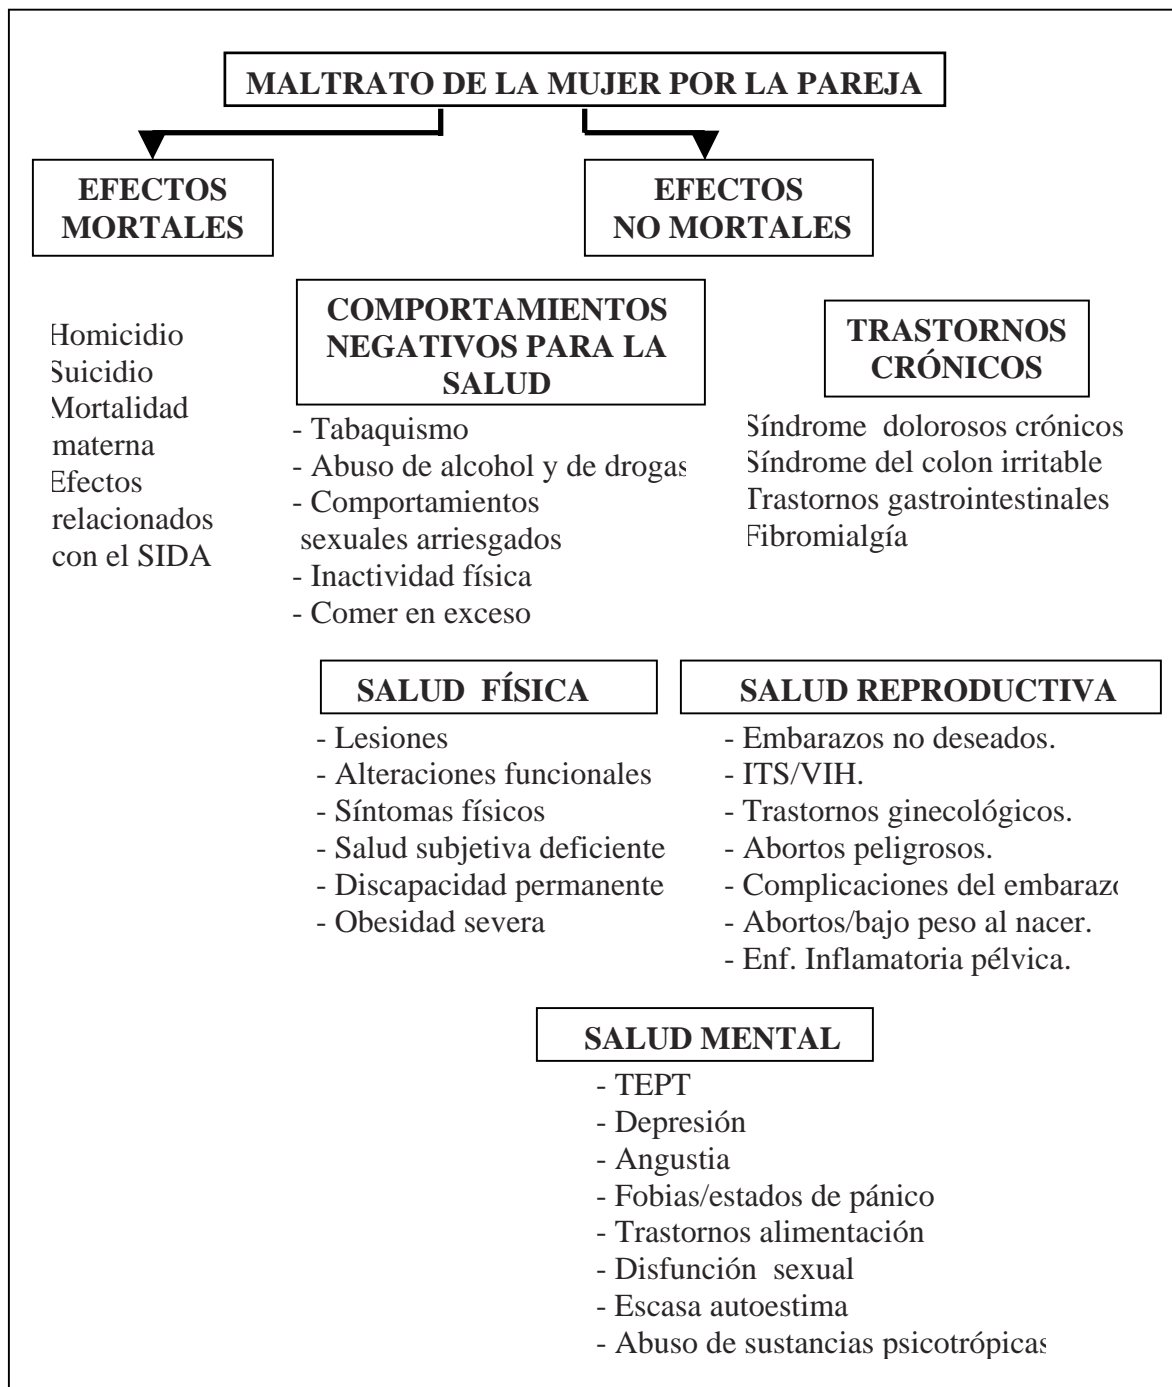 MALTRATO DE LA MUJER POR LA PAREJA
EFECTOS
MORTALES
EFECTOS
NO MORTALES
Homicidio
Suicidio
Mortalidad
materna
Efectos
relacionados
con el SIDA
COMPORTAMIENTOS
NEGATIVOS PARA LA
SALUD
- Tabaquismo
- Abuso de alcohol y de drogas
- Comportamientos
sexuales arriesgados
- Inactividad física
- Comer en exceso
TRASTORNOS
CRÓNICOS
Síndrome dolorosos crónicos
Síndrome del colon irritable
Trastornos gastrointestinales
Fibromialgía
SALUD FÍSICA
- Lesiones
- Alteraciones funcionales
- Síntomas físicos
- Salud subjetiva deficiente
- Discapacidad permanente
- Obesidad severa
SALUD REPRODUCTIVA
- Embarazos no deseados.
- ITS/VIH.
- Trastornos ginecológicos.
- Abortos peligrosos.
- Complicaciones del embarazo
- Abortos/bajo peso al nacer.
- Enf. Inflamatoria pélvica.
SALUD MENTAL
- TEPT
- Depresión
- Angustia
- Fobias/estados de pánico
- Trastornos alimentación
- Disfunción sexual
- Escasa autoestima
- Abuso de sustancias psicotrópicas